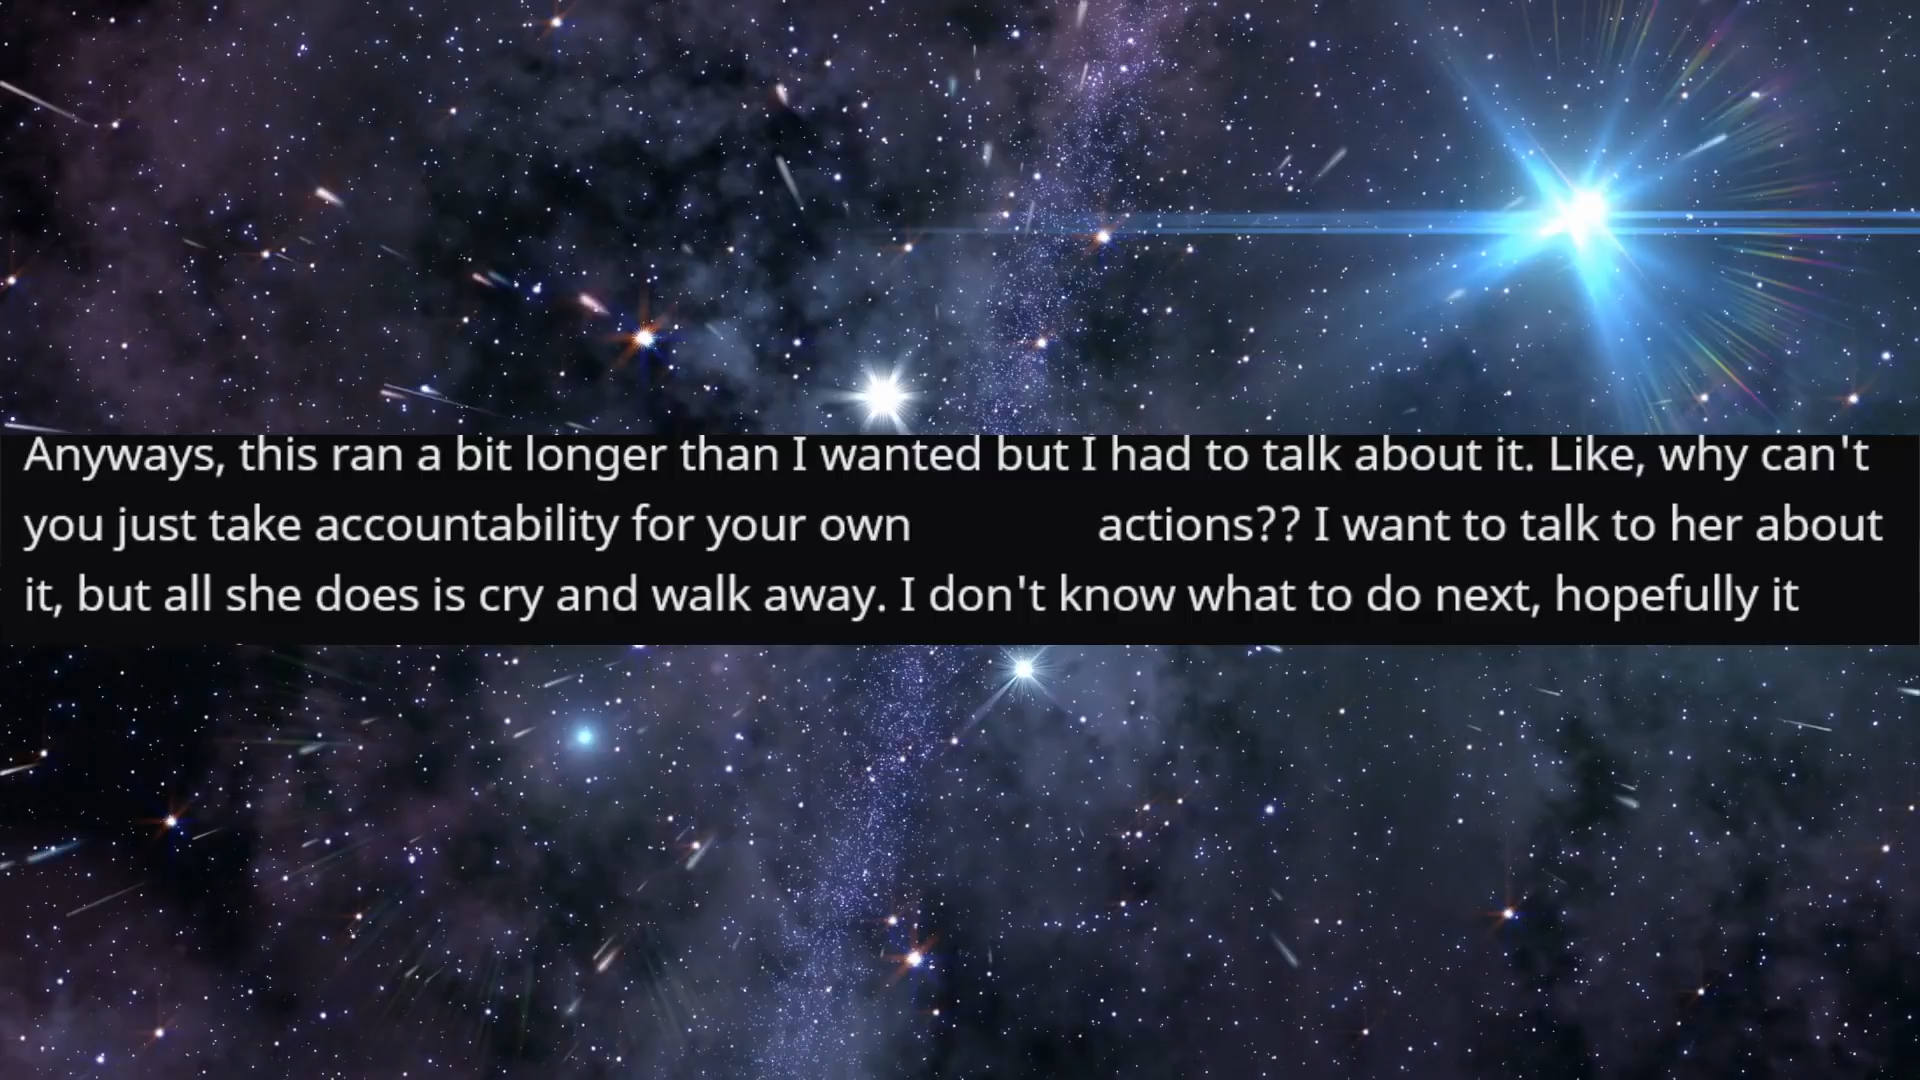 Anyways, this ran a bit longer than I wanted but I had to talk about it. Like, why can't
you just take accountability for your own actions?? I want to talk to her about
it, but all she does is cry and walk away. I don't know what to do next, hopefully it